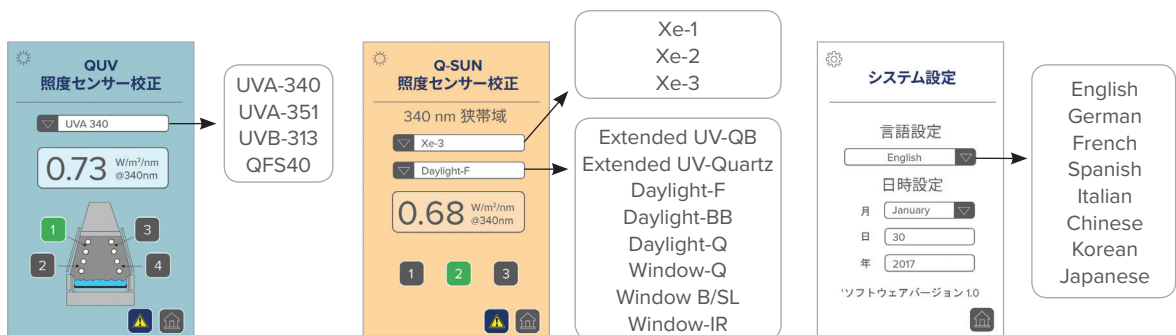 QUV
照度センサー校正
UVA 340
0.73 W/m²/nm
@340nm
1
3
2
4
UVA-340
UVA-351
UVB-313
QFS40
Q-SUN
照度センサー校正
340 nm 狭帯域
Xe-3
Daylight-F
0.68 W/m²/nm
@340nm
1 2 3
Xe-1
Xe-2
Xe-3
Extended UV-QB
Extended UV-Quartz
Daylight-F
Daylight-BB
Daylight-Q
Window-Q
Window B/SL
Window-IR
システム設定
言語設定
English
日時設定
月 January
日 30
年 2017
'ソフトウェアバージョン 1.0
English
German
French
Spanish
Italian
Chinese
Korean
Japanese